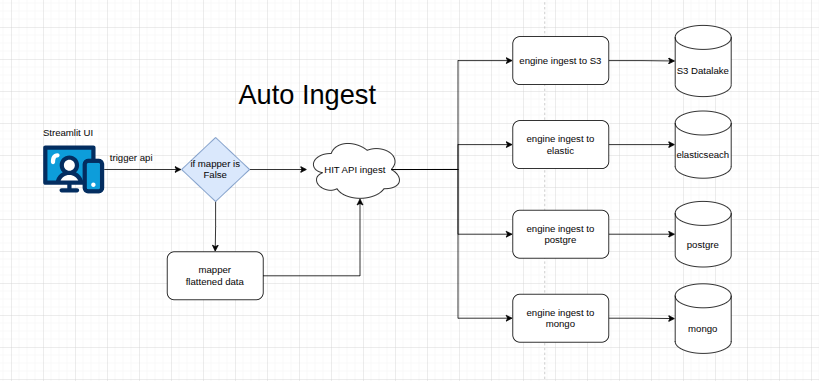 Auto Ingest
Streamlit UI
trigger api
if mapper is
False
mapper
flattened data
HIT API ingest
engine ingest to S3
S3 Datalake
engine ingest to
elastic
elasticseach
engine ingest to
postgre
postgre
engine ingest to
mongo
mongo